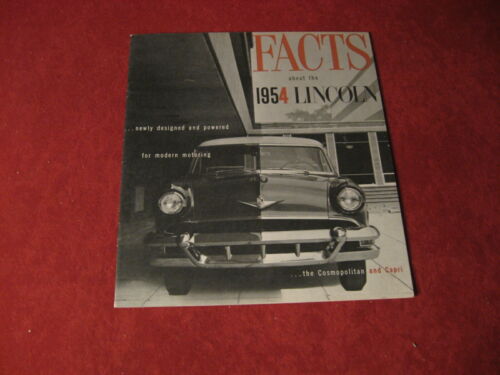 FACTS
about the
1954 LINCOLN
...newly designed and powered
for modern motoring
...the Cosmopolitan and Capri